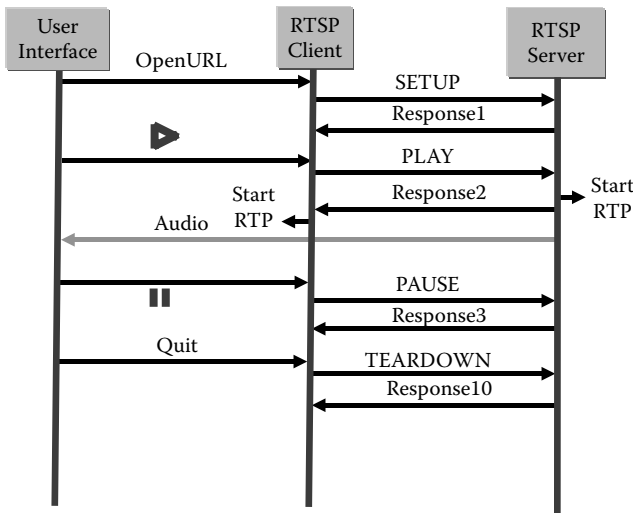 User
Interface
RTSP
Client
RTSP
Server
OpenURL
SETUP
Response1
PLAY
Response2
Start
RTP
Start
RTP
Audio
PAUSE
Response3
Quit
TEARDOWN
Response10